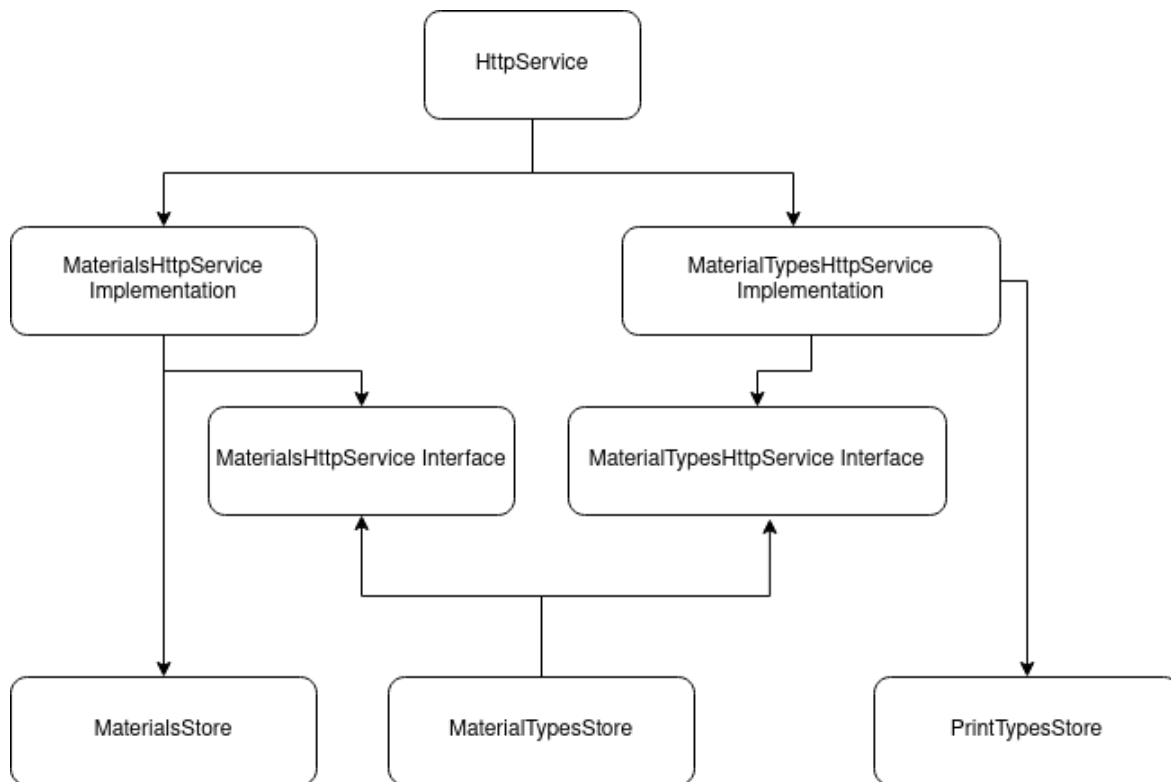 HttpService
MaterialsHttpService
Implementation
MaterialTypesHttpService
Implementation
MaterialsHttpService Interface
MaterialTypesHttpService Interface
MaterialsStore
MaterialTypesStore
PrintTypesStore